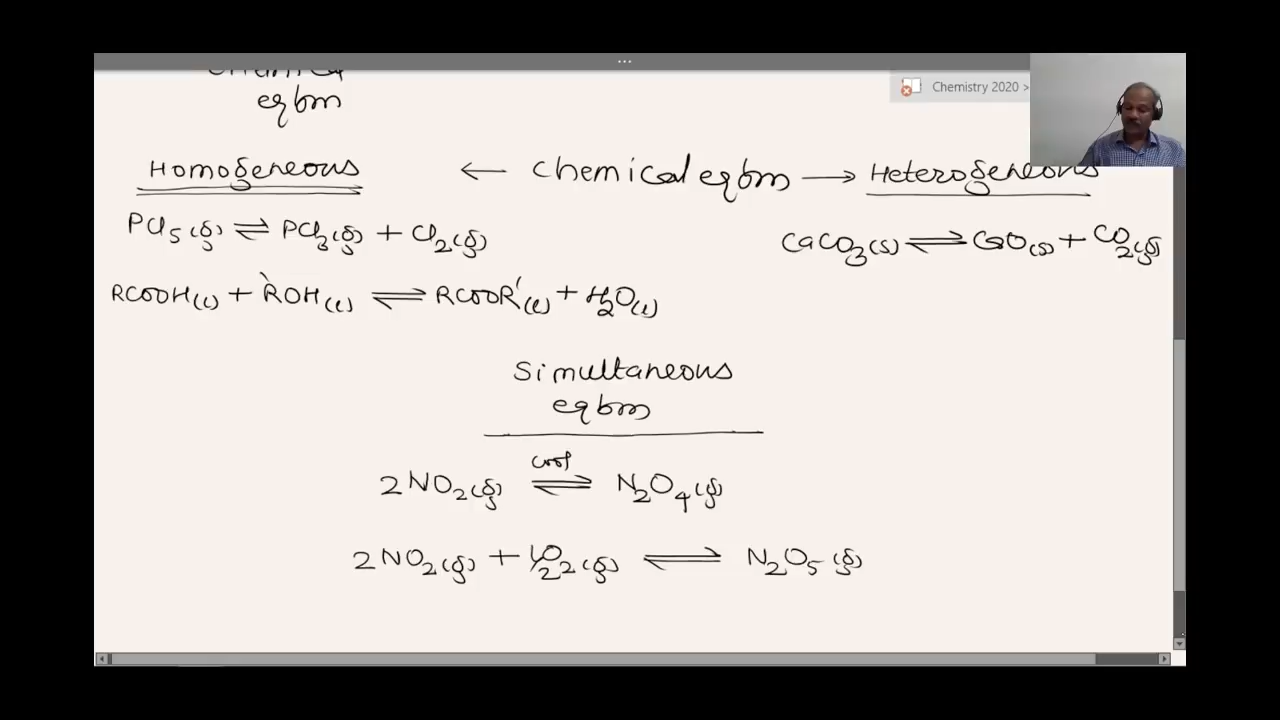 Chemical
eqbm
Chemistry 2020 >
Homogeneous ← Chemical eqbm → Heterogeneous
PCl₅(g) ⇌ PCl₃(g) + Cl₂(g)
CaCO₃(s) ⇌ CaO(s) + CO₂(g)
RCOOH(l) + R'OH(l) ⇌ RCOOR'(l) + H₂O(l)
Simultaneous
eqbm
cool
2NO₂(g) ⇌ N₂O₄(g)
2NO₂(g) + 1/2O₂(g) ⇌ N₂O₅(g)